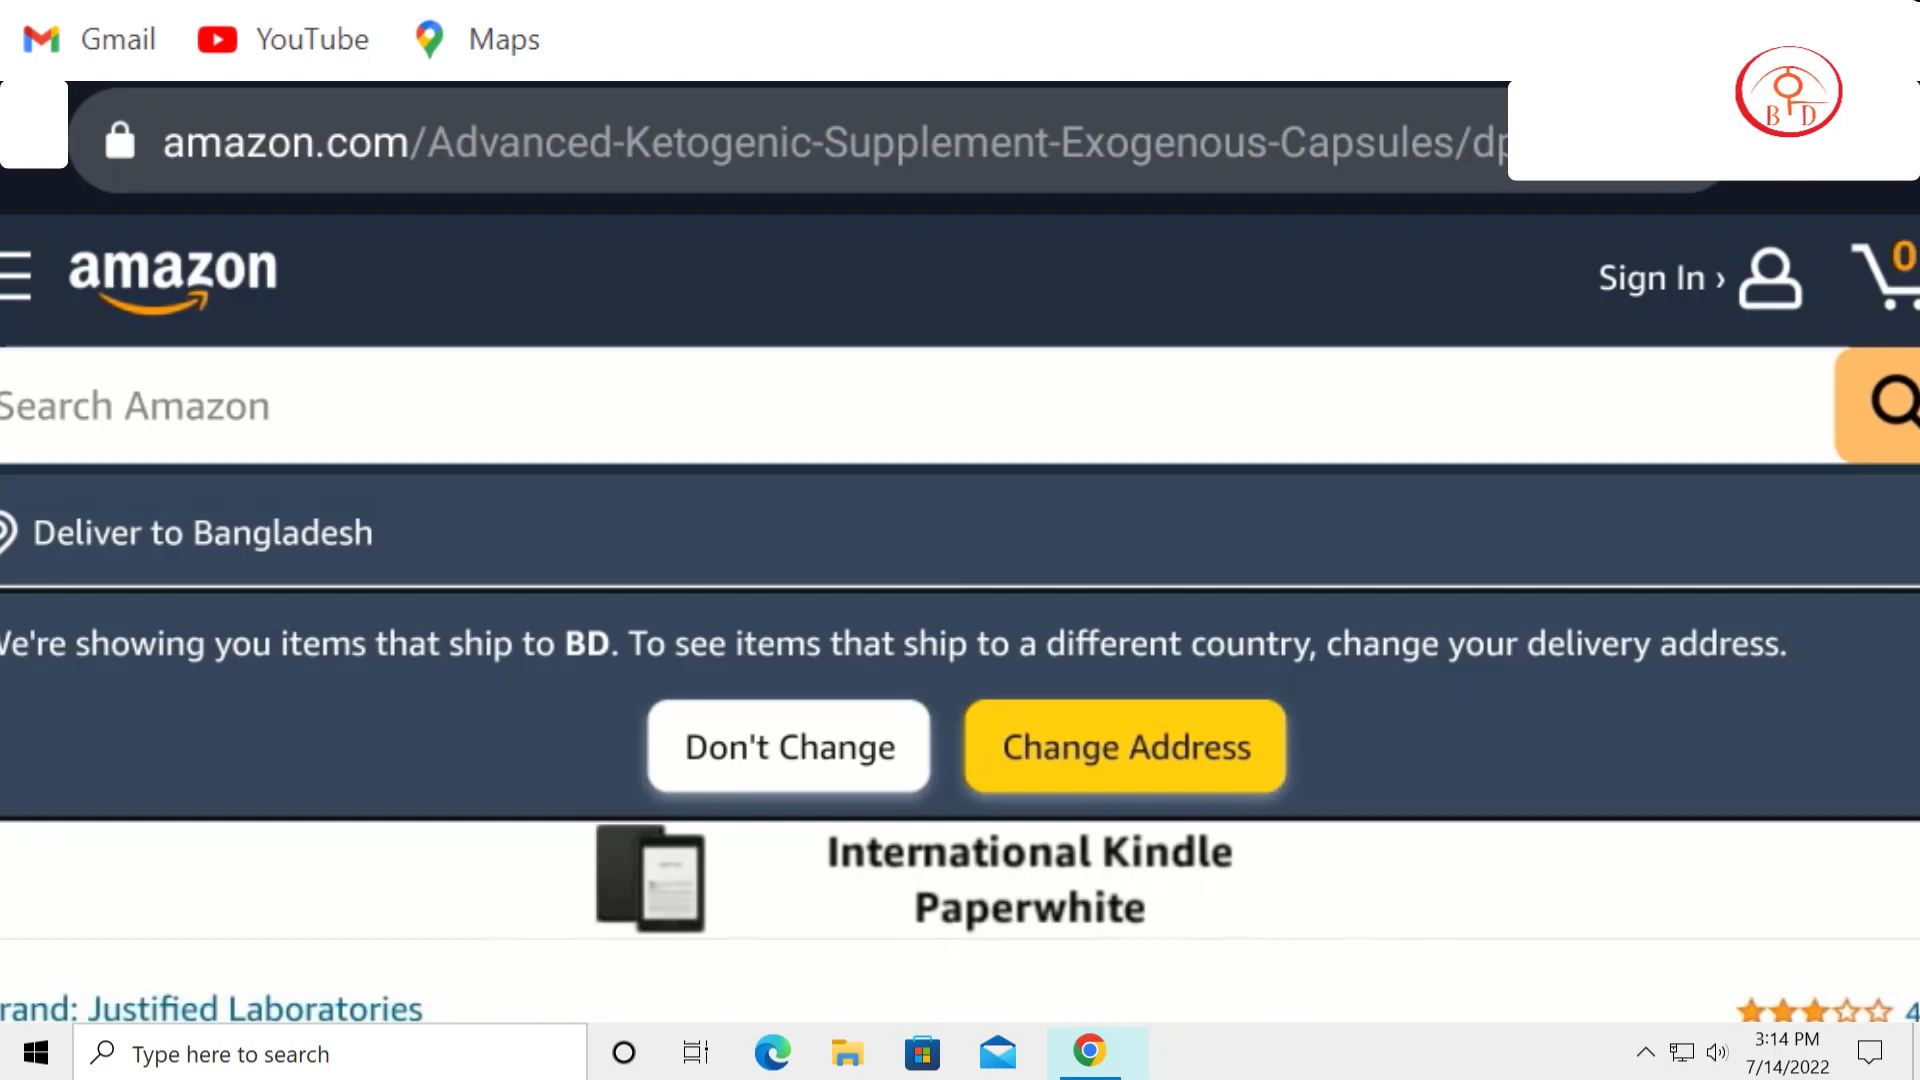 Gmail YouTube Maps
B D
amazon.com/Advanced-Ketogenic-Supplement-Exogenous-Capsules/dp
amazon
Sign In ›
0
Search Amazon
Deliver to Bangladesh
We're showing you items that ship to BD. To see items that ship to a different country, change your delivery address.
Don't Change
Change Address
International Kindle
Paperwhite
rand: Justified Laboratories
4
Type here to search
3:14 PM
7/14/2022